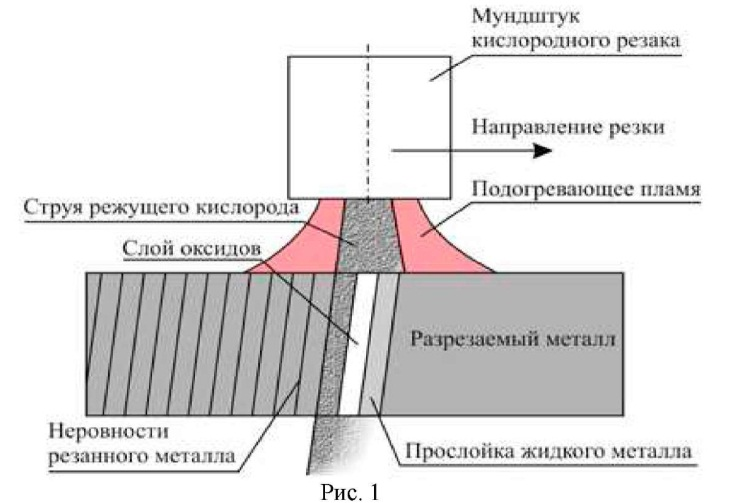 Мундштук
кислородного резака
Направление резки
Подогревающее пламя
Струя режущего кислорода
Слой оксидов
Разрезаемый металл
Неровности
резанного металла
Прослойка жидкого металла
Рис. 1